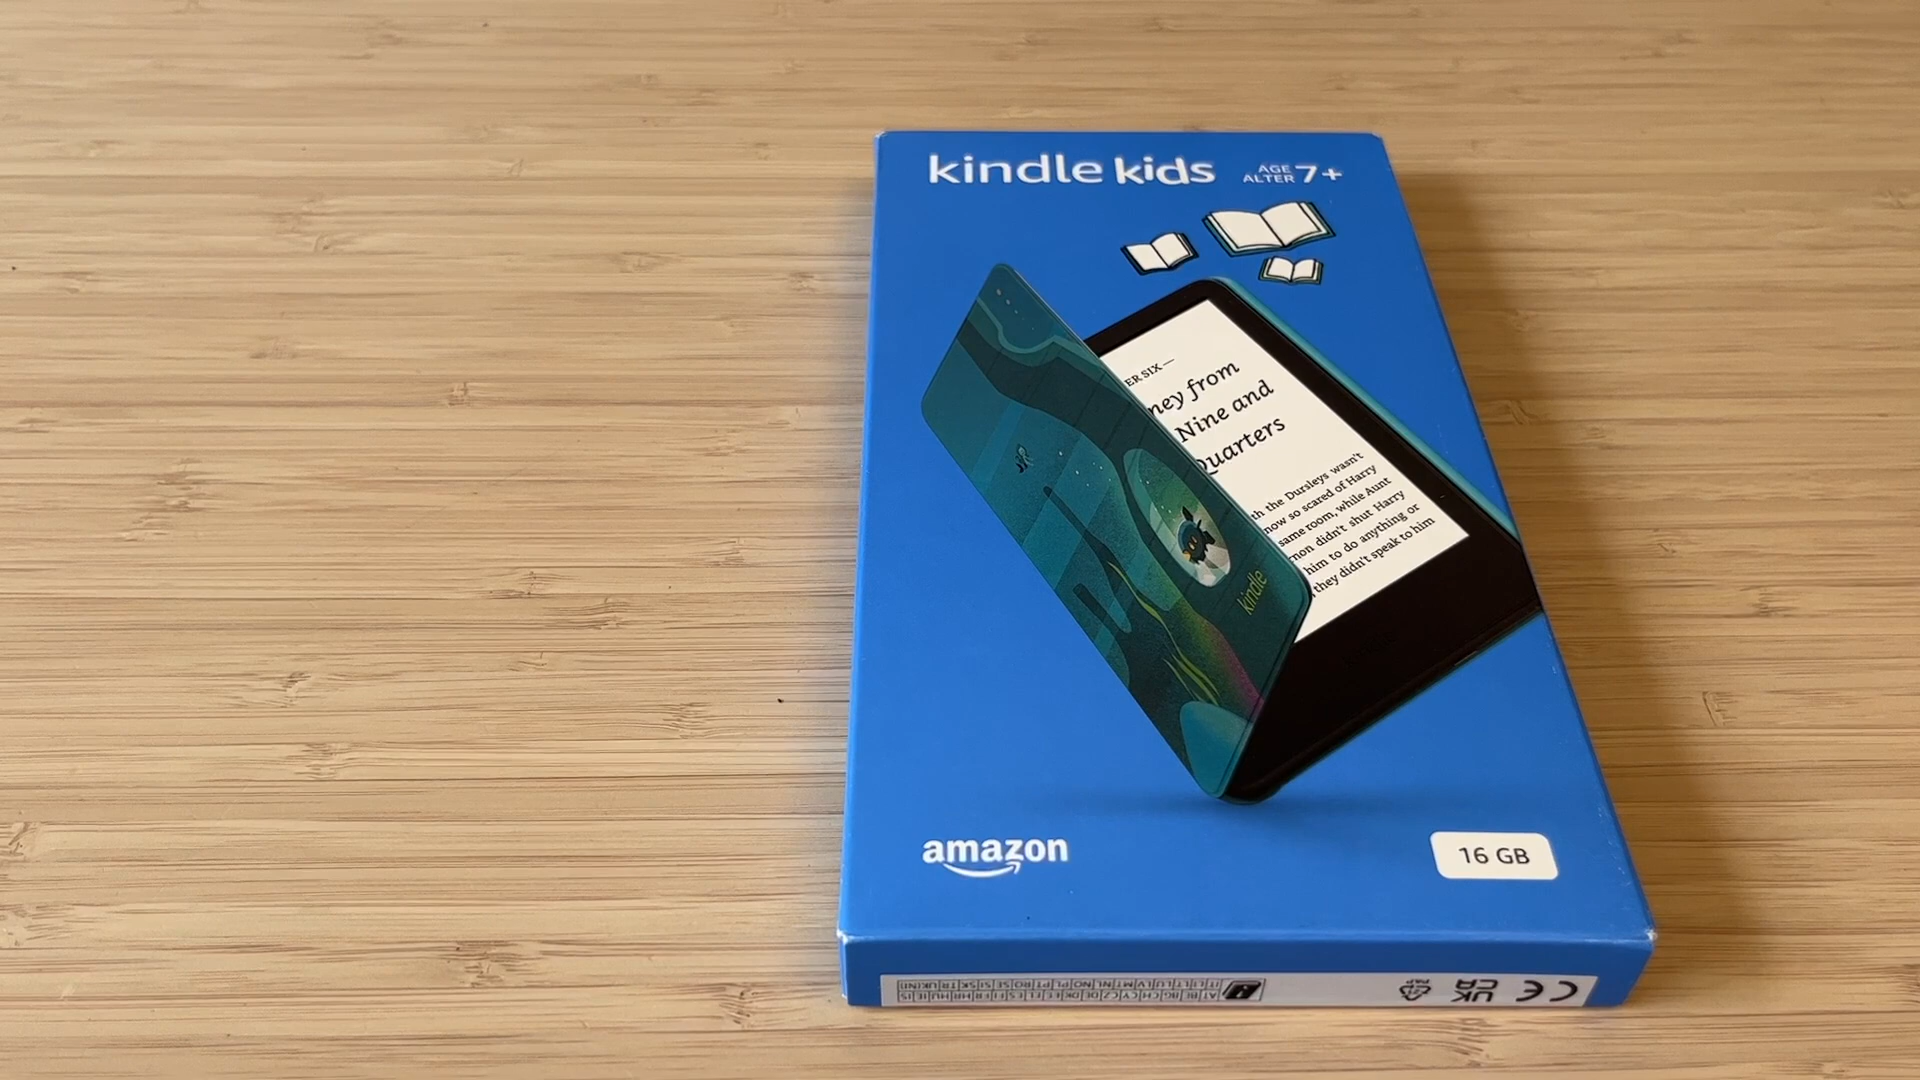 kindle kids
AGE
ALTER 7+
ER SIX —
ney from
Nine and
Quarters
th the Dursleys wasn't
now so scared of Harry
same room, while Aunt
rnon didn't shut Harry
him to do anything or
they didn't speak to him
kindle
amazon
16 GB
CE
UK
CA